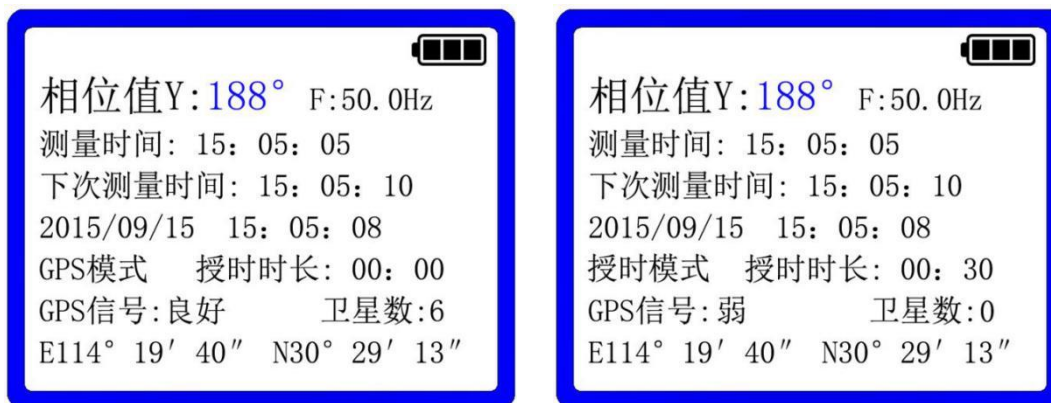 相位值Y:188° F:50.0Hz
测量时间: 15: 05: 05
下次测量时间: 15: 05: 10
2015/09/15 15: 05: 08
GPS模式 授时时长: 00: 00
GPS信号:良好 卫星数:6
E114° 19′ 40″ N30° 29′ 13″
相位值Y:188° F:50.0Hz
测量时间: 15: 05: 05
下次测量时间: 15: 05: 10
2015/09/15 15: 05: 08
授时模式 授时时长: 00: 30
GPS信号:弱 卫星数:0
E114° 19′ 40″ N30° 29′ 13″